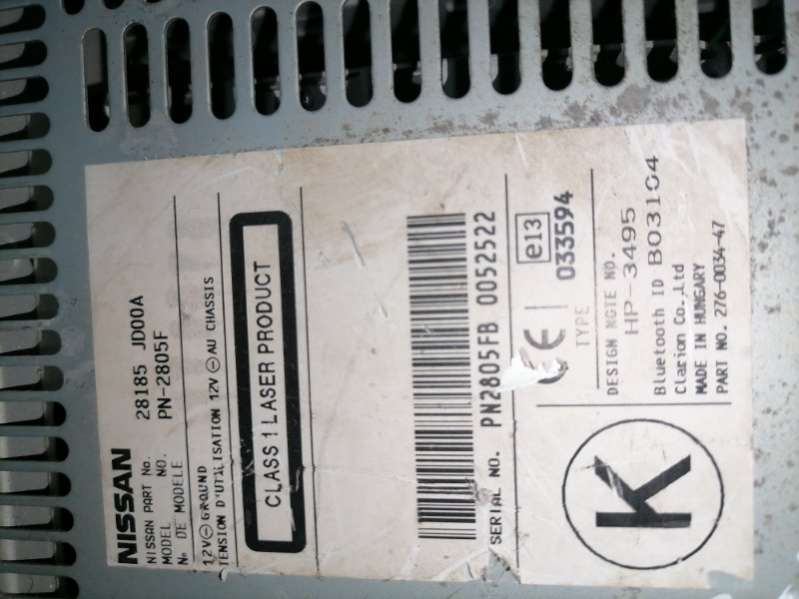 NISSAN
NISSAN PART No. 28185 JD00A
MODEL NO. PN-2805F
No DE MODELE
12V ⊖ GROUND
TENSION D'UTILISATION 12V ⊖ AU CHASSIS
CLASS 1 LASER PRODUCT
SERIAL NO. PN2805FB 0052522
CE e13
TYPE 033594
DESIGN NOTE NO.
HP-3495
Bluetooth ID B03104
Clarion Co.,Ltd
MADE IN HUNGARY
PART NO. 276-0034-47
K